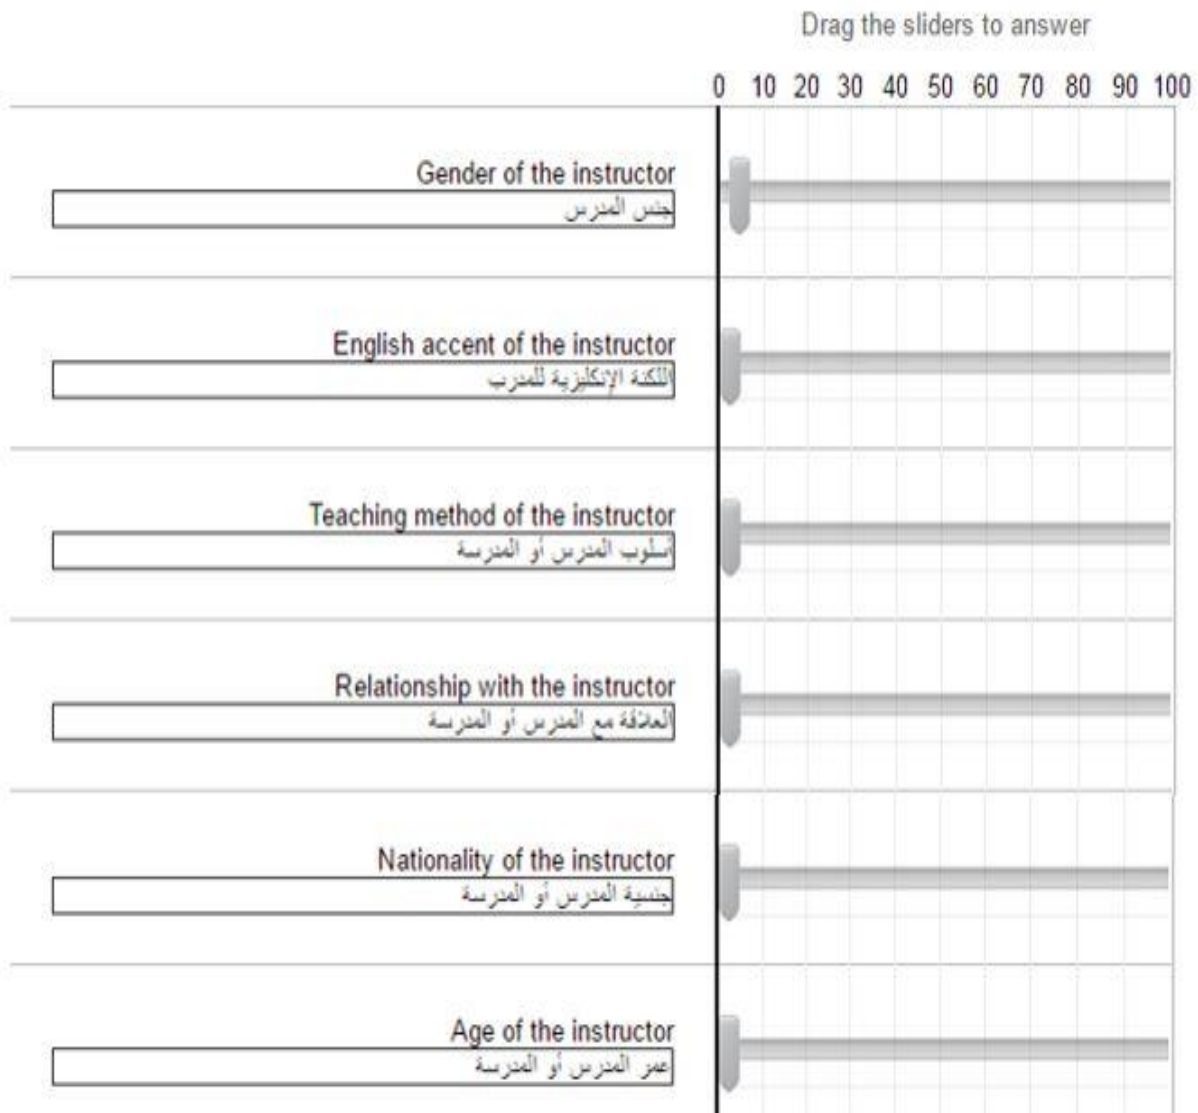 Drag the sliders to answer
0 10 20 30 40 50 60 70 80 90 100
Gender of the instructor
جنس المدرس
English accent of the instructor
اللكنة الإنكليزية للمدرب
Teaching method of the instructor
أسلوب المدرس أو المدرسة
Relationship with the instructor
العلاقة مع المدرس أو المدرسة
Nationality of the instructor
جنسية المدرس أو المدرسة
Age of the instructor
عمر المدرس أو المدرسة